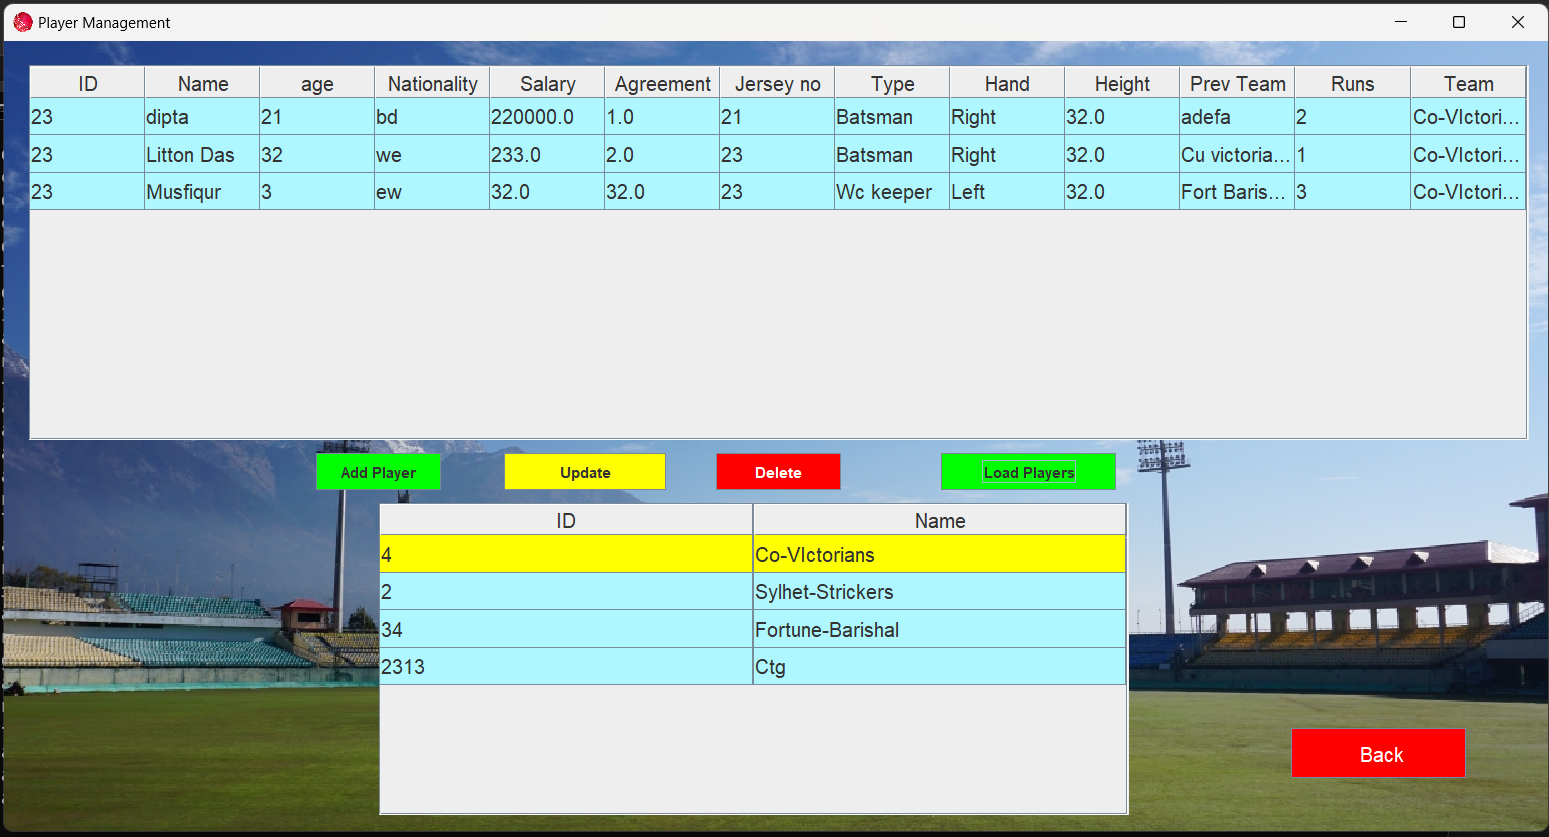 Player Management
ID Name age Nationality Salary Agreement Jersey no Type Hand Height Prev Team Runs Team
23 dipta 21 bd 220000.0 1.0 21 Batsman Right 32.0 adefa 2 Co-VIctori...
23 Litton Das 32 we 233.0 2.0 23 Batsman Right 32.0 Cu victoria... 1 Co-VIctori...
23 Musfiqur 3 ew 32.0 32.0 23 Wc keeper Left 32.0 Fort Baris... 3 Co-VIctori...
Add Player Update Delete Load Players
ID Name
4 Co-VIctorians
2 Sylhet-Strickers
34 Fortune-Barishal
2313 Ctg
Back